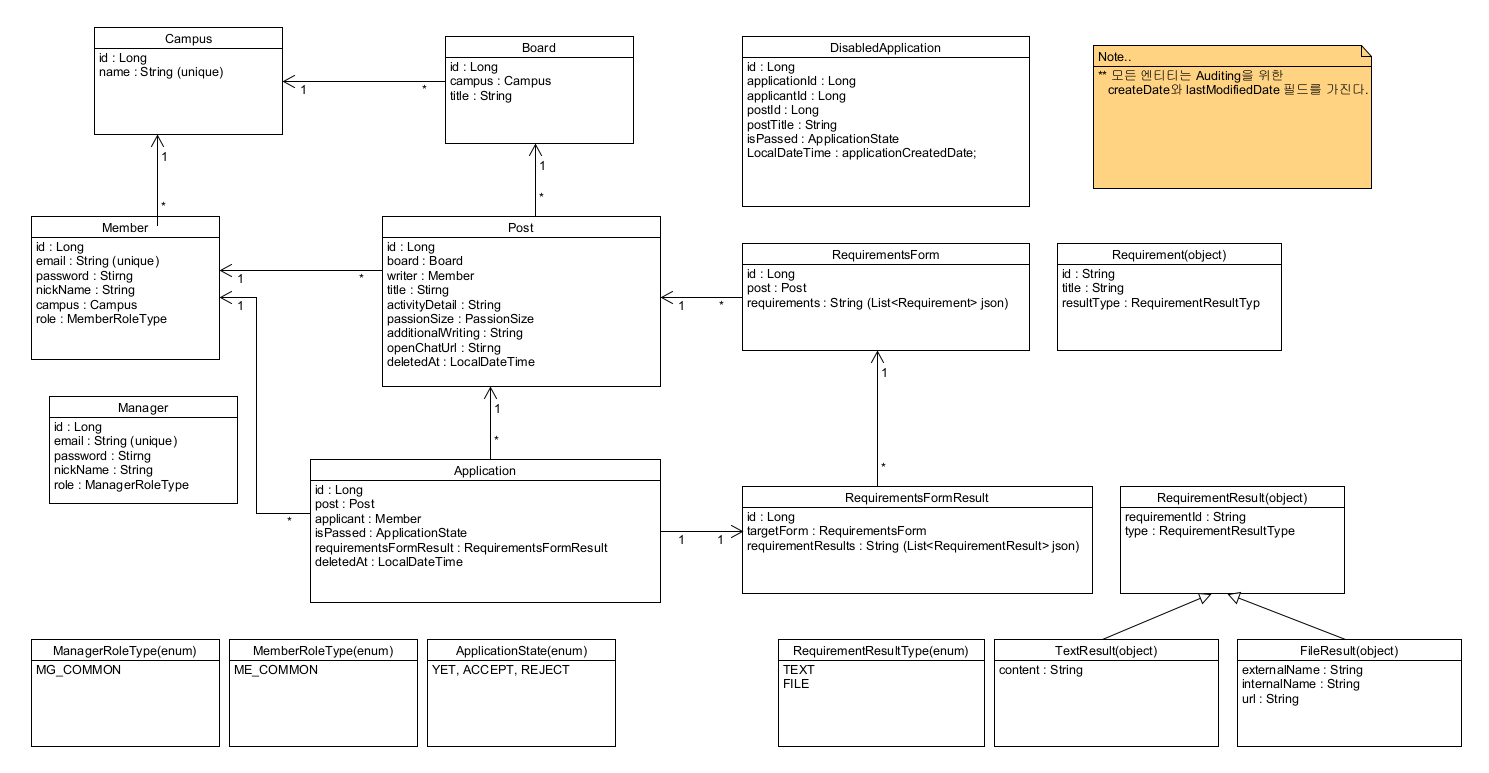 Campus
id : Long
name : String (unique)
Board
id : Long
campus : Campus
title : String
DisabledApplication
id : Long
applicationId : Long
applicantId : Long
postId : Long
postTitle : String
isPassed : ApplicationState
LocalDateTime : applicationCreatedDate;
Note..
** 모든 엔티티는 Auditing을 위한
createDate와 lastModifiedDate 필드를 가진다.
1
*
1
*
1
*
Member
id : Long
email : String (unique)
password : Stirng
nickName : String
campus : Campus
role : MemberRoleType
1
*
1
*
Post
id : Long
board : Board
writer : Member
title : Stirng
activityDetail : String
passionSize : PassionSize
additionalWriting : String
openChatUrl : Stirng
deletedAt : LocalDateTime
1
*
RequirementsForm
id : Long
post : Post
requirements : String (List<Requirement> json)
Requirement(object)
id : String
title : String
resultType : RequirementResultTyp
Manager
id : Long
email : String (unique)
password : Stirng
nickName : String
role : ManagerRoleType
1
*
1
*
Application
id : Long
post : Post
applicant : Member
isPassed : ApplicationState
requirementsFormResult : RequirementsFormResult
deletedAt : LocalDateTime
1
1
RequirementsFormResult
id : Long
targetForm : RequirementsForm
requirementResults : String (List<RequirementResult> json)
RequirementResult(object)
requirementId : String
type : RequirementResultType
ManagerRoleType(enum)
MG_COMMON
MemberRoleType(enum)
ME_COMMON
ApplicationState(enum)
YET, ACCEPT, REJECT
RequirementResultType(enum)
TEXT
FILE
TextResult(object)
content : String
FileResult(object)
externalName : String
internalName : String
url : String